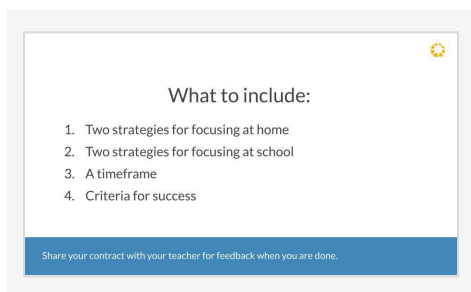 What to include:
1. Two strategies for focusing at home
2. Two strategies for focusing at school
3. A timeframe
4. Criteria for success
Share your contract with your teacher for feedback when you are done.